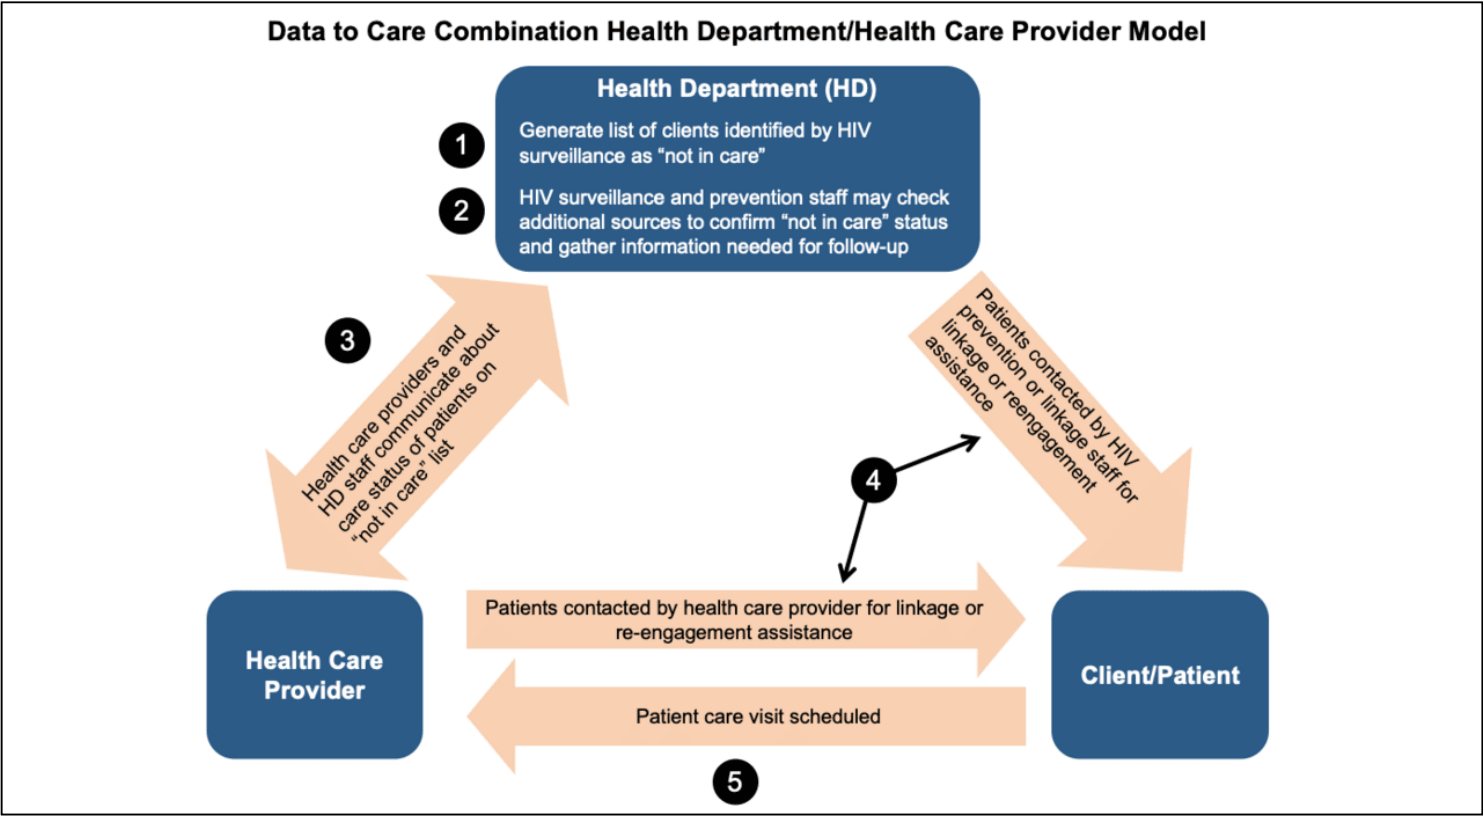 Data to Care Combination Health Department/Health Care Provider Model
Health Department (HD)
1
Generate list of clients identified by HIV
surveillance as “not in care”
2
HIV surveillance and prevention staff may check
additional sources to confirm “not in care” status
and gather information needed for follow-up
3
Health care providers and
HD staff communicate about
care status of patients on
“not in care” list
Patients contacted by HIV
prevention or linkage staff for
linkage or reengagement
assistance
4
Patients contacted by health care provider for linkage or
re-engagement assistance
Health Care
Provider
Client/Patient
Patient care visit scheduled
5